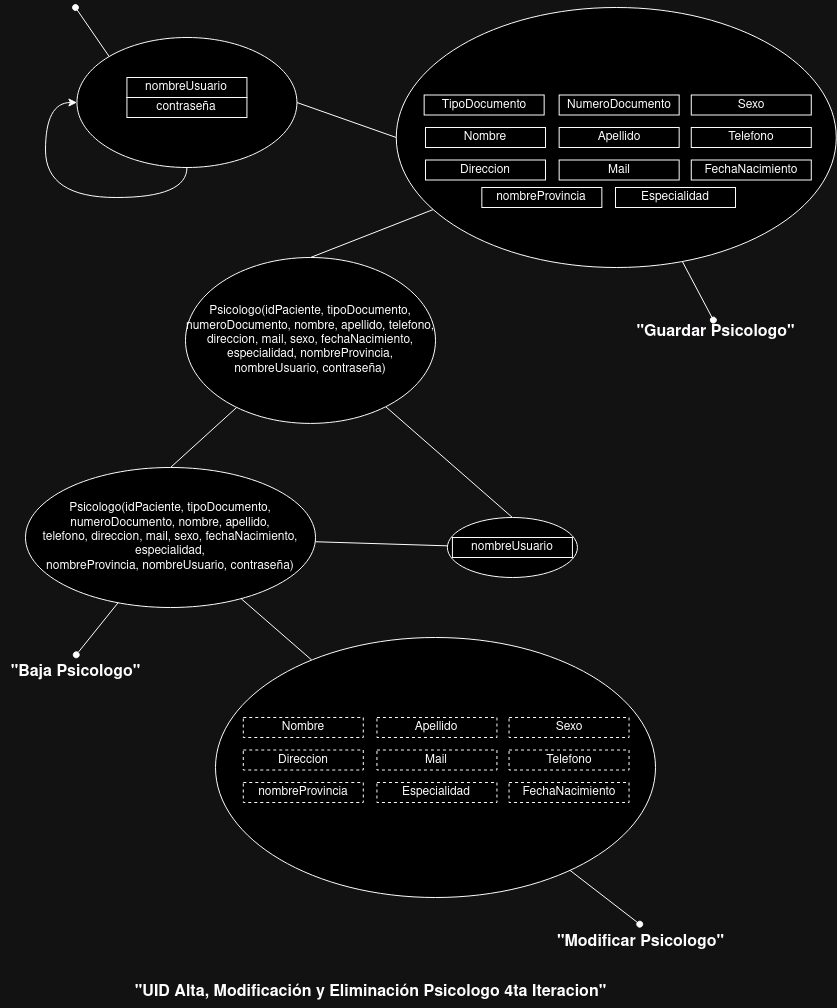 nombreUsuario
contraseña
TipoDocumento
NumeroDocumento
Sexo
Nombre
Apellido
Telefono
Direccion
Mail
FechaNacimiento
nombreProvincia
Especialidad
"Guardar Psicologo"
Psicologo(idPaciente, tipoDocumento,
numeroDocumento, nombre, apellido, telefono,
direccion, mail, sexo, fechaNacimiento,
especialidad, nombreProvincia,
nombreUsuario, contraseña)
Psicologo(idPaciente, tipoDocumento,
numeroDocumento, nombre, apellido,
telefono, direccion, mail, sexo, fechaNacimiento,
especialidad,
nombreProvincia, nombreUsuario, contraseña)
nombreUsuario
"Baja Psicologo"
Nombre
Apellido
Sexo
Direccion
Mail
Telefono
nombreProvincia
Especialidad
FechaNacimiento
"Modificar Psicologo"
"UID Alta, Modificación y Eliminación Psicologo 4ta Iteracion"